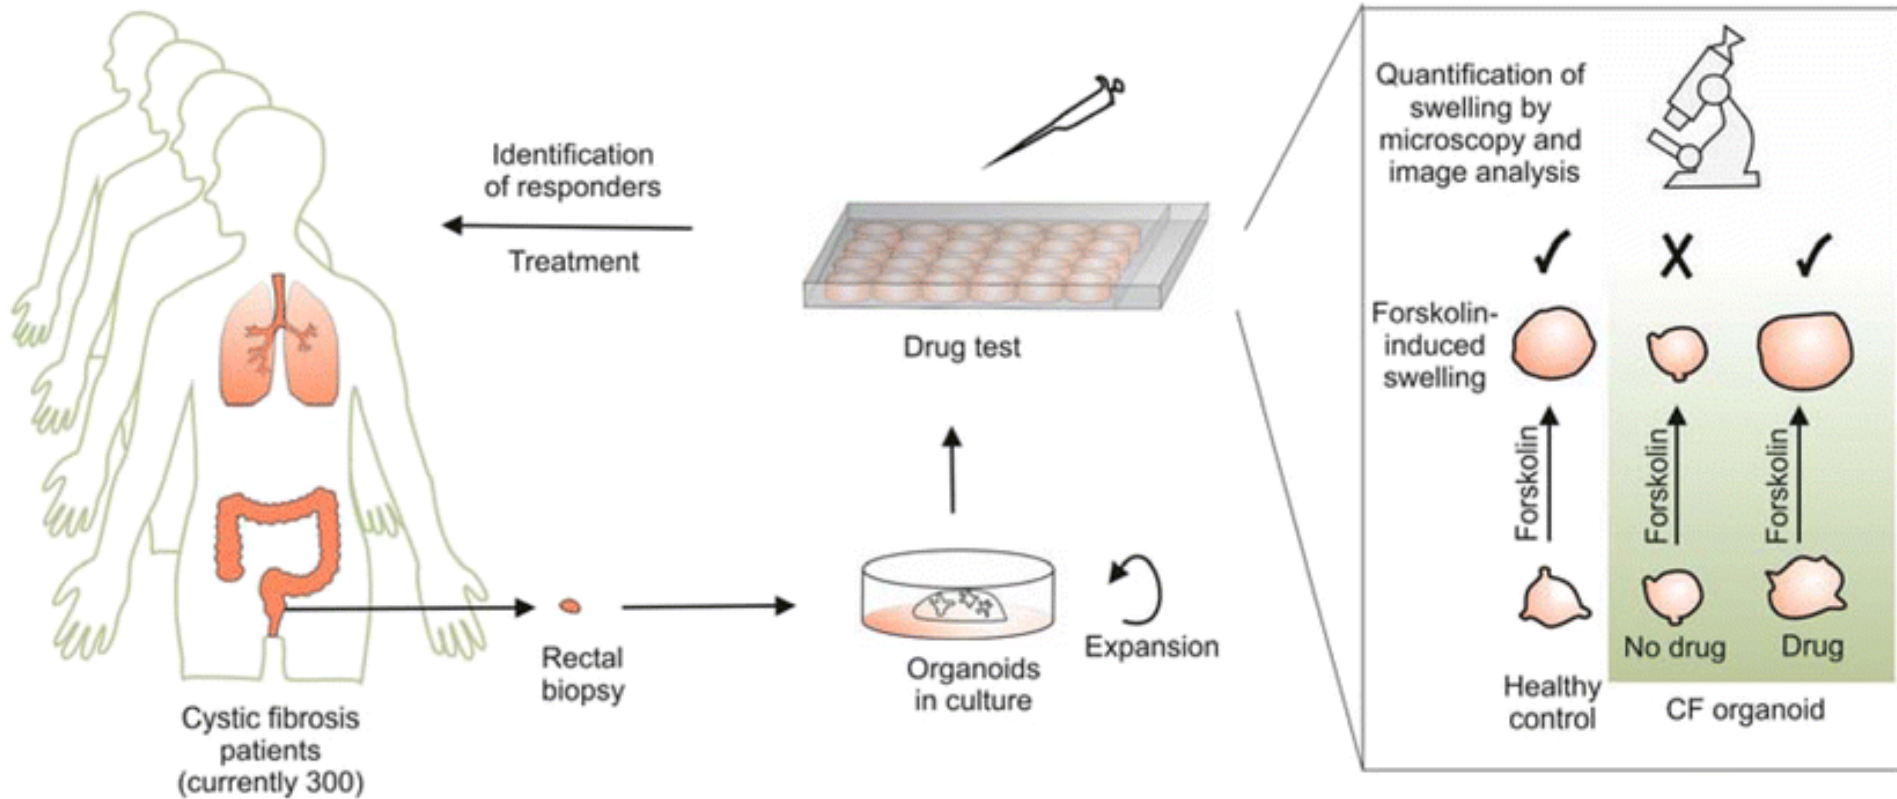 Identification
of responders
Treatment
Drug test
Cystic fibrosis
patients
(currently 300)
Rectal
biopsy
Organoids
in culture
Expansion
Quantification of
swelling by
microscopy and
image analysis
✓
X
✓
Forskolin-
induced
swelling
Forskolin
Forskolin
Forskolin
No drug
Drug
Healthy
control
CF organoid